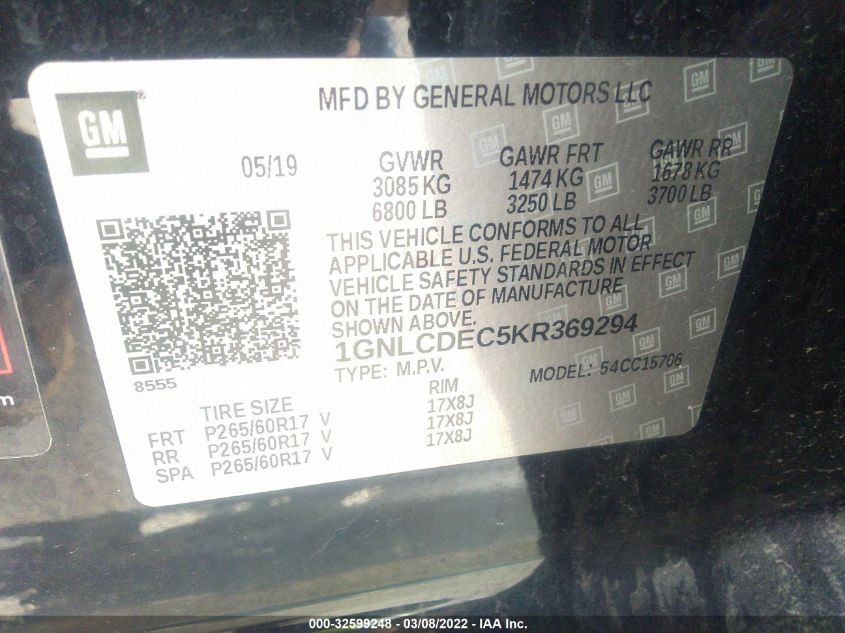 GM
MFD BY GENERAL MOTORS LLC
05/19
GVWR GAWR FRT GAWR RR
3085 KG 1474 KG 1678 KG
6800 LB 3250 LB 3700 LB
THIS VEHICLE CONFORMS TO ALL
APPLICABLE U.S. FEDERAL MOTOR
VEHICLE SAFETY STANDARDS IN EFFECT
ON THE DATE OF MANUFACTURE
SHOWN ABOVE.
1GNLCDEC5KR369294
8555
TYPE: M.P.V. MODEL: 54CC15706
TIRE SIZE RIM
FRT P265/60R17 V 17X8J
RR P265/60R17 V 17X8J
SPA P265/60R17 V 17X8J
m
000-32599248 - 03/08/2022 - IAA Inc.